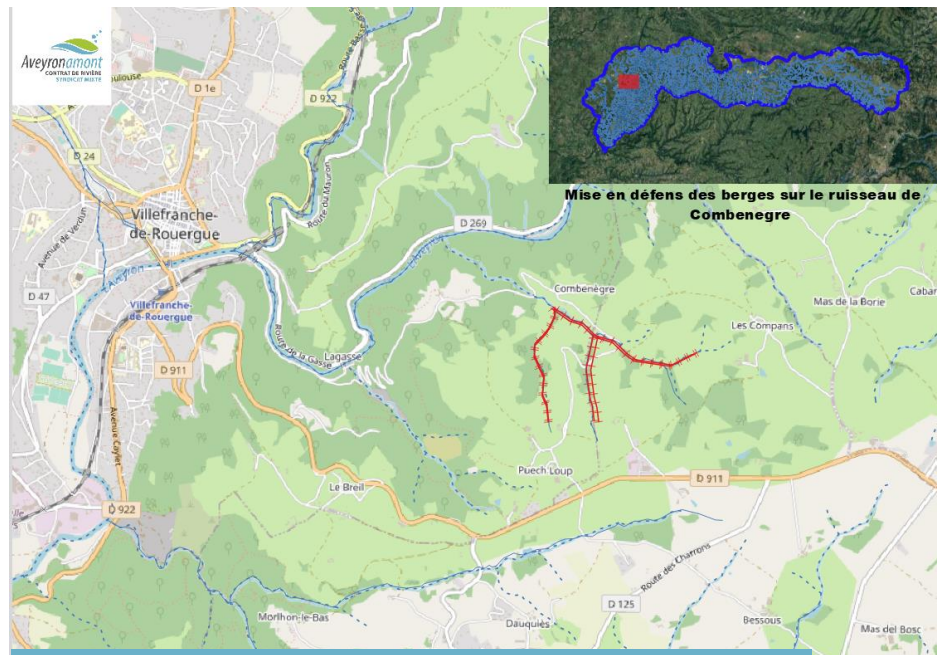 Aveyronamont
CONTRAT DE RIVIÈRE
SYNDICAT MIXTE
Mise en défens des berges sur le ruisseau de
Combenegre
D 1e
D 922
D 24
Villefranche-
de-Rouergue
Avenue de Verdun
l'Aveyron
Route du Mauron
D 269
D 47
Villefranche-
de-Rouergue
Combenègre
Mas de la Borie
Cabar
Les Compans
Route de la Gasse
Lagasse
D 911
Avenue Caylet
Puech Loup
D 911
Le Breil
D 922
Route des Charrons
D 125
Morlhon-le-Bas
Dauquiès
Bessous
Mas del Bosc